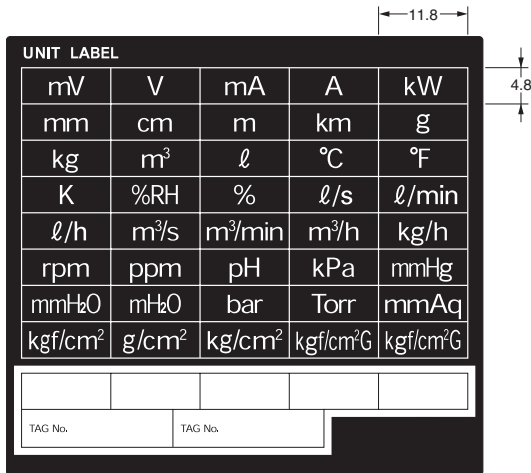 11.8
UNIT LABEL
4.8
mV V mA A kW
mm cm m km g
kg m³ ℓ °C °F
K %RH % ℓ/s ℓ/min
ℓ/h m³/s m³/min m³/h kg/h
rpm ppm pH kPa mmHg
mmH₂O mH₂O bar Torr mmAq
kgf/cm² g/cm² kg/cm² kgf/cm²G kgf/cm²G
TAG No. TAG No.